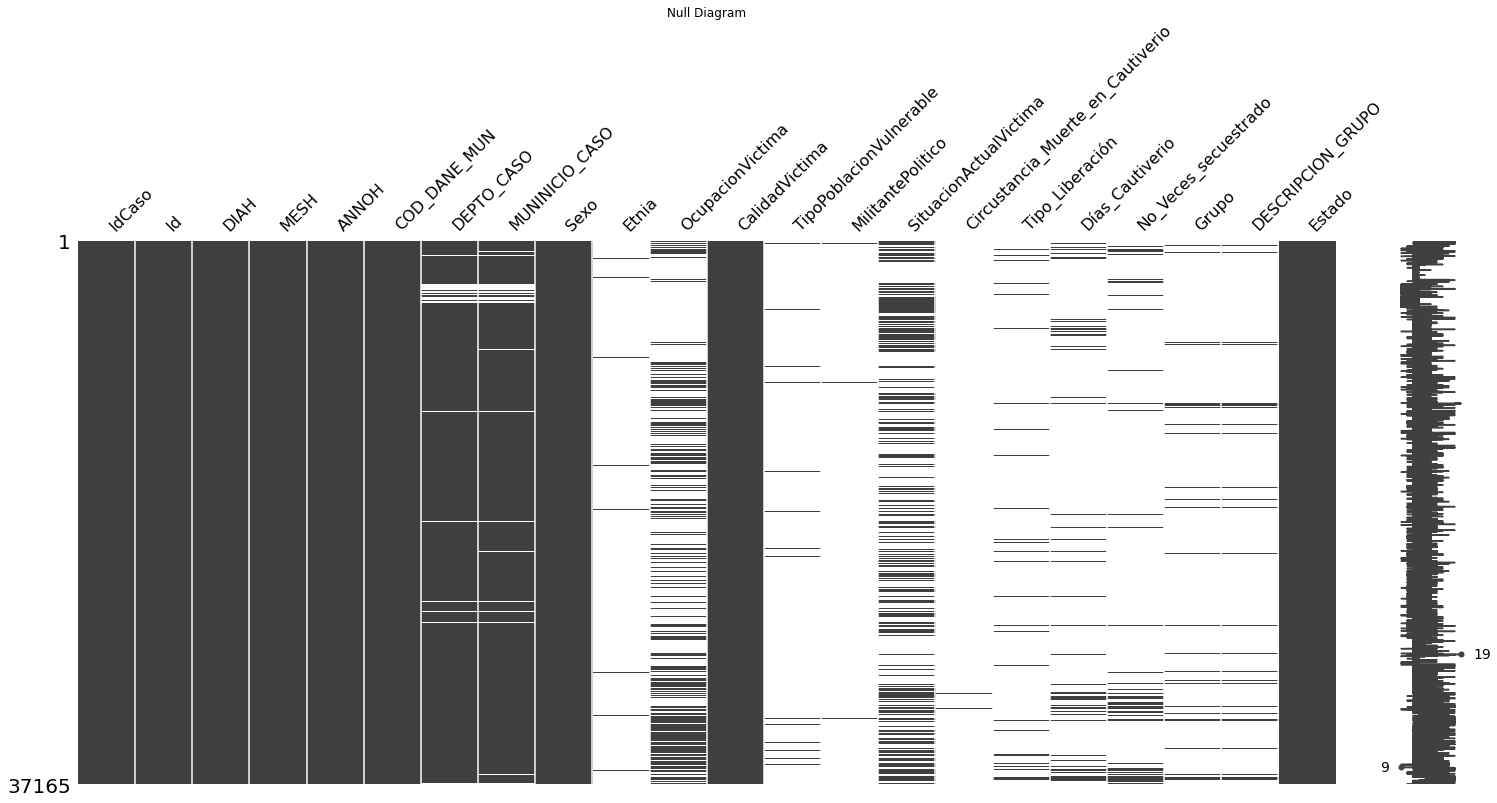 Null Diagram
IdCaso
Id
DIAH
MESH
ANNOH
COD_DANE_MUN
DEPTO_CASO
MUNINICIO_CASO
Sexo
Etnia
OcupacionVictima
CalidadVictima
TipoPoblacionVulnerable
MilitantePolitico
SituacionActualVictima
Circustancia_Muerte_en_Cautiverio
Tipo_Liberación
Días_Cautiverio
No_Veces_secuestrado
Grupo
DESCRIPCION_GRUPO
Estado
1
19
9
37165